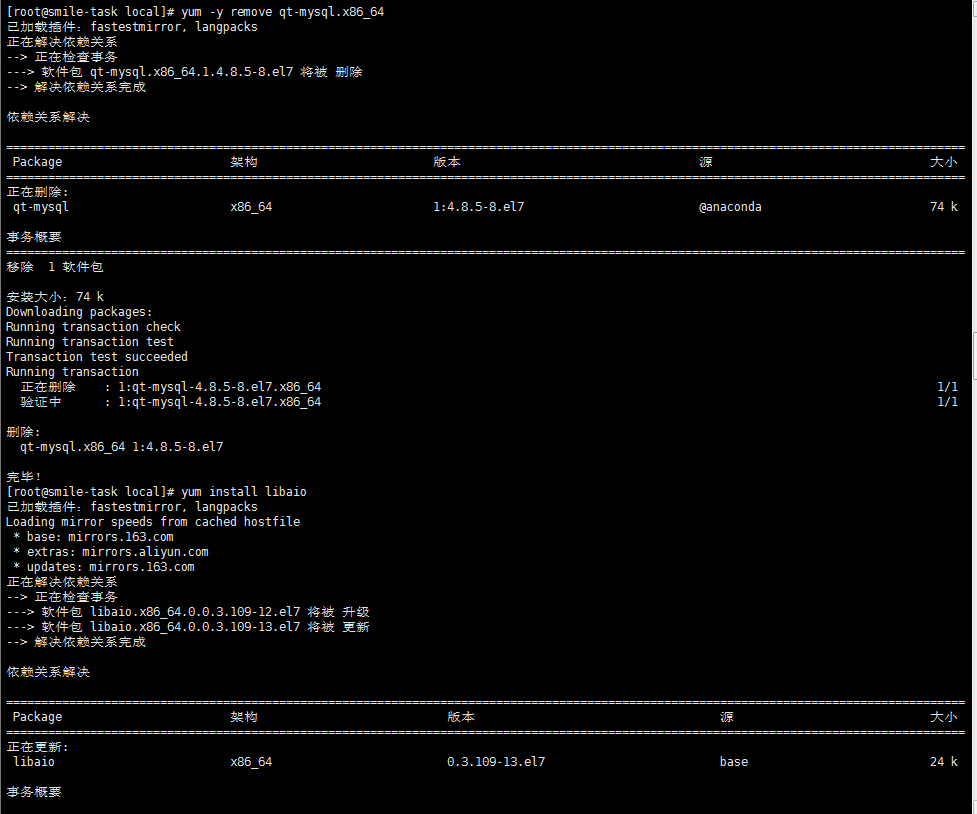 [root@smile-task local]# yum -y remove qt-mysql.x86_64
已加载插件：fastestmirror, langpacks
正在解决依赖关系
--> 正在检查事务
---> 软件包 qt-mysql.x86_64.1.4.8.5-8.el7 将被 删除
--> 解决依赖关系完成
依赖关系解决
================================================================================
Package 架构 版本 源 大小
================================================================================
正在删除:
qt-mysql x86_64 1:4.8.5-8.el7 @anaconda 74 k
事务概要
================================================================================
移除 1 软件包
安装大小：74 k
Downloading packages:
Running transaction check
Running transaction test
Transaction test succeeded
Running transaction
正在删除 : 1:qt-mysql-4.8.5-8.el7.x86_64 1/1
验证中 : 1:qt-mysql-4.8.5-8.el7.x86_64 1/1
删除:
qt-mysql.x86_64 1:4.8.5-8.el7
完毕！
[root@smile-task local]# yum install libaio
已加载插件：fastestmirror, langpacks
Loading mirror speeds from cached hostfile
* base: mirrors.163.com
* extras: mirrors.aliyun.com
* updates: mirrors.163.com
正在解决依赖关系
--> 正在检查事务
---> 软件包 libaio.x86_64.0.0.3.109-12.el7 将被 升级
---> 软件包 libaio.x86_64.0.0.3.109-13.el7 将被 更新
--> 解决依赖关系完成
依赖关系解决
================================================================================
Package 架构 版本 源 大小
================================================================================
正在更新:
libaio x86_64 0.3.109-13.el7 base 24 k
事务概要